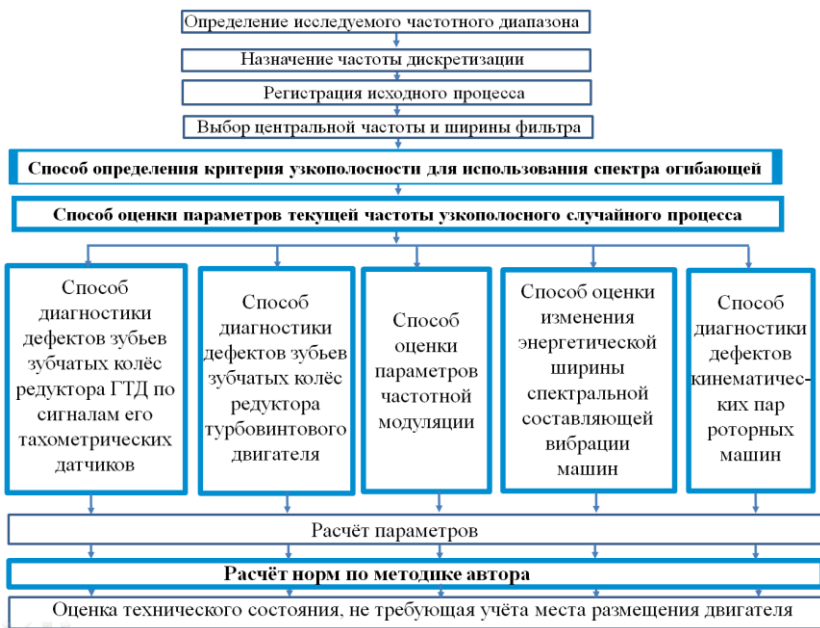 Определение исследуемого частотного диапазона
Назначение частоты дискретизации
Регистрация исходного процесса
Выбор центральной частоты и ширины фильтра
Способ определения критерия узкополосности для использования спектра огибающей
Способ оценки параметров текущей частоты узкополосного случайного процесса
Способ
диагностики
дефектов зубьев
зубчатых колёс
редуктора ГТД по
сигналам его
тахометрических
датчиков
Способ
диагностики
дефектов зубьев
зубчатых колёс
редуктора
турбовинтового
двигателя
Способ
оценки
параметров
частотной
модуляции
Способ оценки
изменения
энергетической
ширины
спектральной
составляющей
вибрации
машин
Способ
диагностики
дефектов
кинематичес-
ких пар
роторных
машин
Расчёт параметров
Расчёт норм по методике автора
Оценка технического состояния, не требующая учёта места размещения двигателя